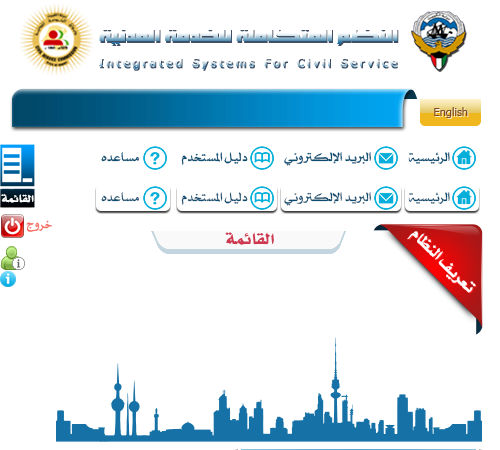 النظم المتكاملة للخدمة المدنية
Integrated Systems For Civil Service
English
الرئيسية
البريد الإلكتروني
دليل المستخدم
مساعده
الرئيسية
البريد الإلكتروني
دليل المستخدم
مساعده
القائمة
خروج
القائمة
تعريف النظام